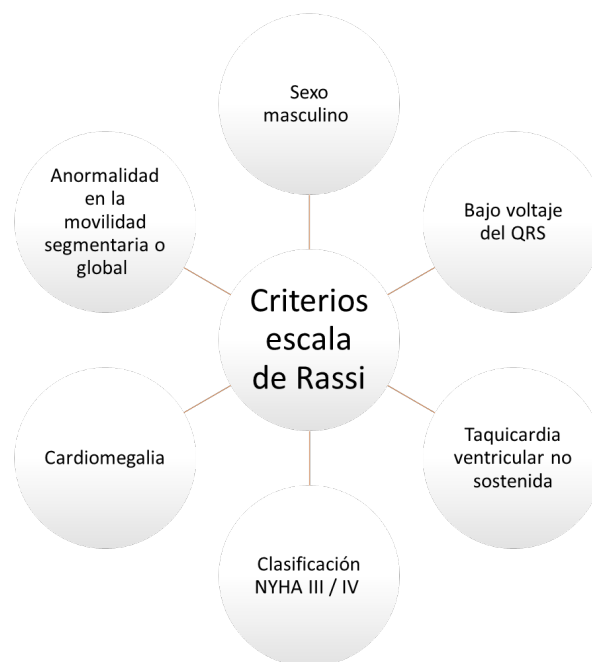 Sexo
masculino
Anormalidad
en la
movilidad
segmentaria o
global
Bajo voltaje
del QRS
Criterios
escala
de Rassi
Cardiomegalia
Taquicardia
ventricular no
sostenida
Clasificación
NYHA III / IV